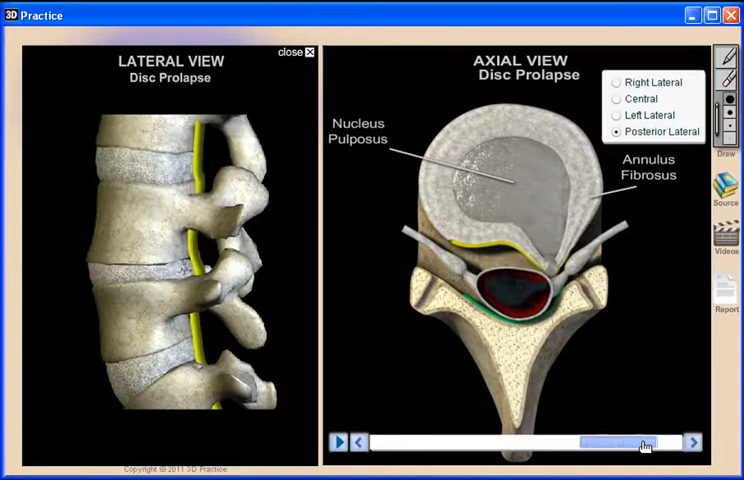 3D Practice
LATERAL VIEW
Disc Prolapse
close
AXIAL VIEW
Disc Prolapse
Right Lateral
Central
Left Lateral
Posterior Lateral
Nucleus
Pulposus
Annulus
Fibrosus
Draw
Source
Videos
Report
Copyright © 2011 3D Practice